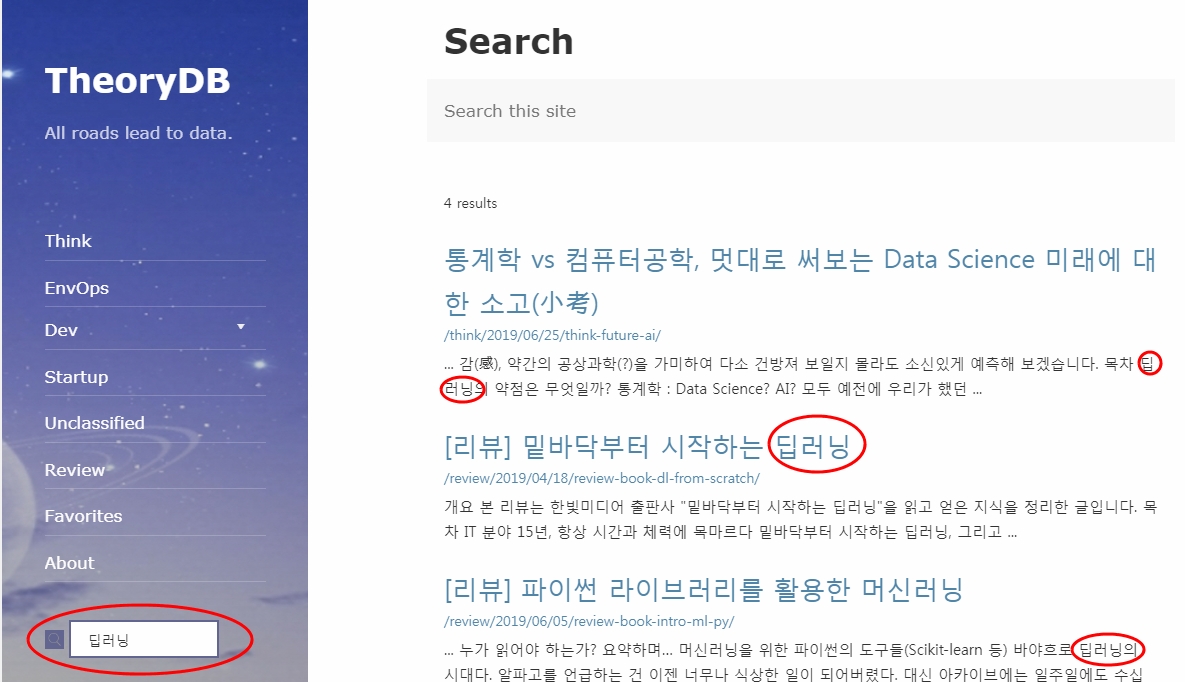 TheoryDB
All roads lead to data.
Think
EnvOps
Dev
Startup
Unclassified
Review
Favorites
About
딥러닝
Search
Search this site
4 results
통계학 vs 컴퓨터공학, 멋대로 써보는 Data Science 미래에 대
한 소고(小考)
/think/2019/06/25/think-future-ai/
... 감(感), 약간의 공상과학(?)을 가미하여 다소 건방져 보일지 몰라도 소신있게 예측해 보겠습니다. 목차 딥
러닝의 약점은 무엇일까? 통계학 : Data Science? AI? 모두 예전에 우리가 했던 ...
[리뷰] 밑바닥부터 시작하는 딥러닝
/review/2019/04/18/review-book-dl-from-scratch/
개요 본 리뷰는 한빛미디어 출판사 "밑바닥부터 시작하는 딥러닝"을 읽고 얻은 지식을 정리한 글입니다. 목
차 IT 분야 15년, 항상 시간과 체력에 목마르다 밑바닥부터 시작하는 딥러닝, 그리고 ...
[리뷰] 파이썬 라이브러리를 활용한 머신러닝
/review/2019/06/05/review-book-intro-ml-py/
... 누가 읽어야 하는가? 요약하며... 머신러닝을 위한 파이썬의 도구들(Scikit-learn 등) 바야흐로 딥러닝의
시대다. 알파고를 언급하는 건 이젠 너무나 식상한 일이 되어버렸다. 대신 아카이브에는 일주일에도 수십